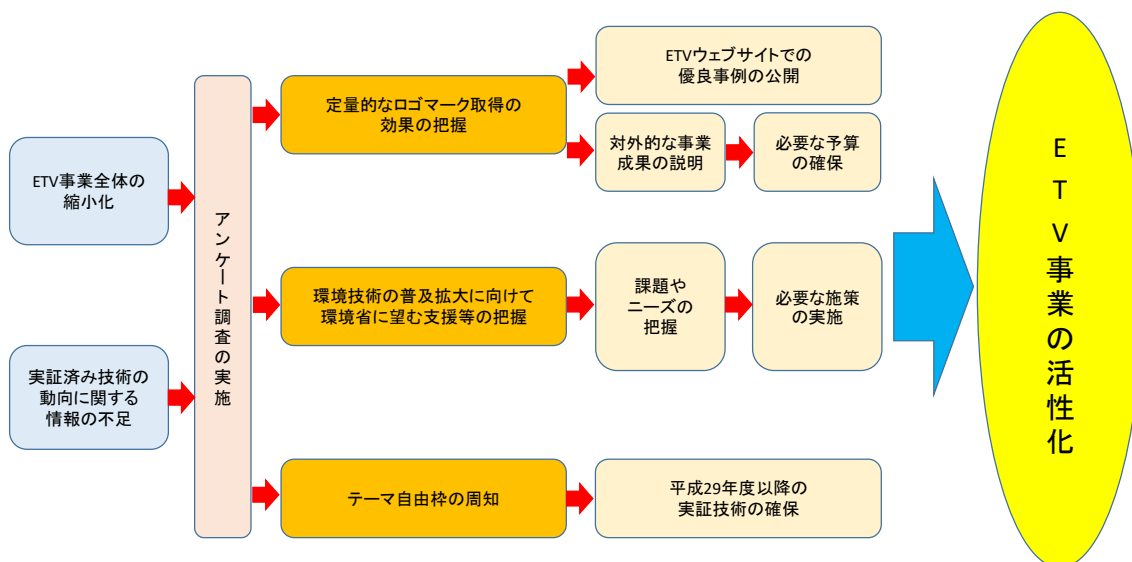 ETV事業全体の
縮小化
実証済み技術の
動向に関する
情報の不足
アンケート調査の実施
定量的なロゴマーク取得の
効果の把握
ETVウェブサイトでの
優良事例の公開
対外的な事業
成果の説明
必要な予算
の確保
環境技術の普及拡大に向けて
環境省に望む支援等の把握
課題や
ニーズの
把握
必要な施策
の実施
テーマ自由枠の周知
平成29年度以降の
実証技術の確保
ETV事業の活性化